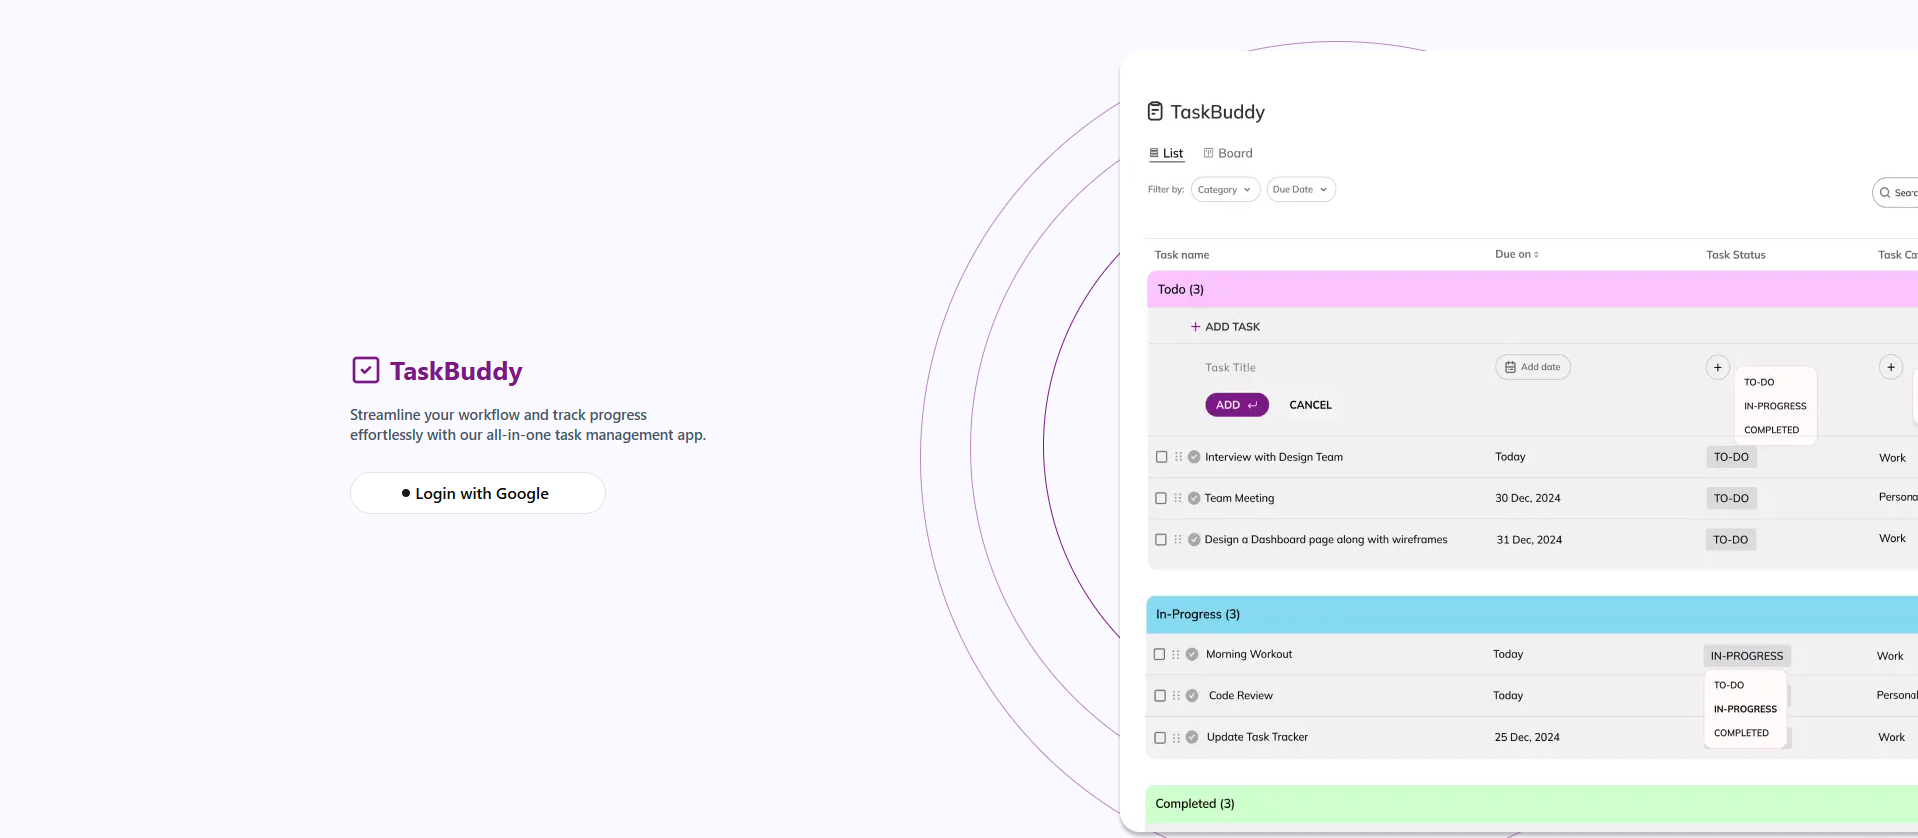 TaskBuddy
Streamline your workflow and track progress
effortlessly with our all-in-one task management app.
Login with Google
TaskBuddy
List Board
Filter by: Category Due Date
Task name Due on Task Status Task
Todo (3)
+ ADD TASK
Task Title Add date + +
TO-DO
IN-PROGRESS
COMPLETED
ADD CANCEL
Interview with Design Team Today TO-DO Work
Team Meeting 30 Dec, 2024 TO-DO
Design a Dashboard page along with wireframes 31 Dec, 2024 TO-DO Work
In-Progress (3)
Morning Workout Today IN-PROGRESS Work
Code Review Today Personal
Update Task Tracker 25 Dec, 2024 Work
TO-DO
IN-PROGRESS
COMPLETED
Completed (3)